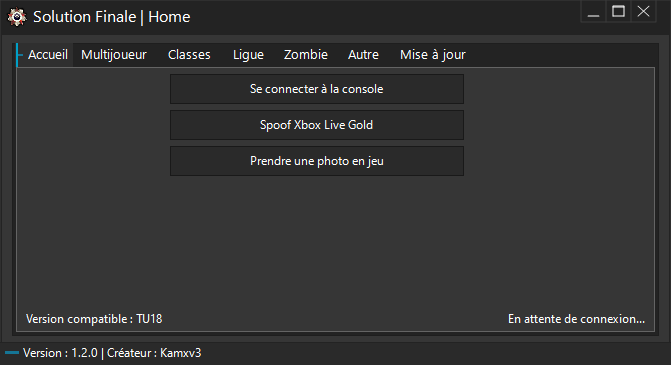 Solution Finale | Home
Accueil Multijoueur Classes Ligue Zombie Autre Mise à jour
Se connecter à la console
Spoof Xbox Live Gold
Prendre une photo en jeu
Version compatible : TU18 En attente de connexion...
Version : 1.2.0 | Créateur : Kamxv3